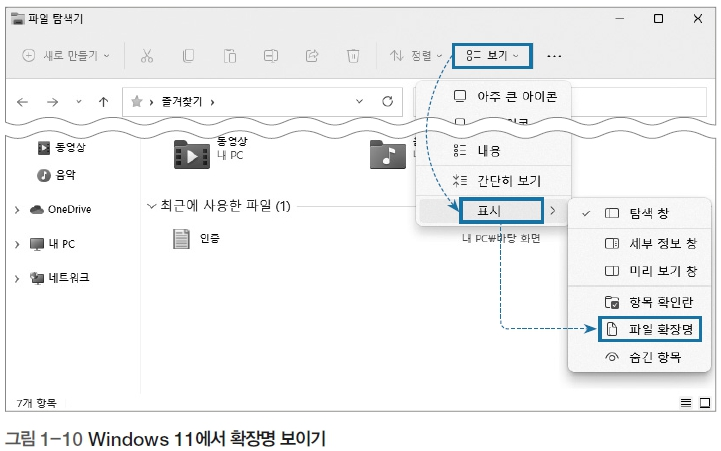 파일 탐색기
새로 만들기
정렬
보기
즐겨찾기
아주 큰 아이콘
동영상
동영상
내 PC
내용
음악
간단히 보기
OneDrive
최근에 사용한 파일 (1)
표시
탐색 창
내 PC
인증
내 PC\바탕 화면
세부 정보 창
네트워크
미리 보기 창
항목 확인란
파일 확장명
숨긴 항목
7개 항목
그림 1-10 Windows 11에서 확장명 보이기